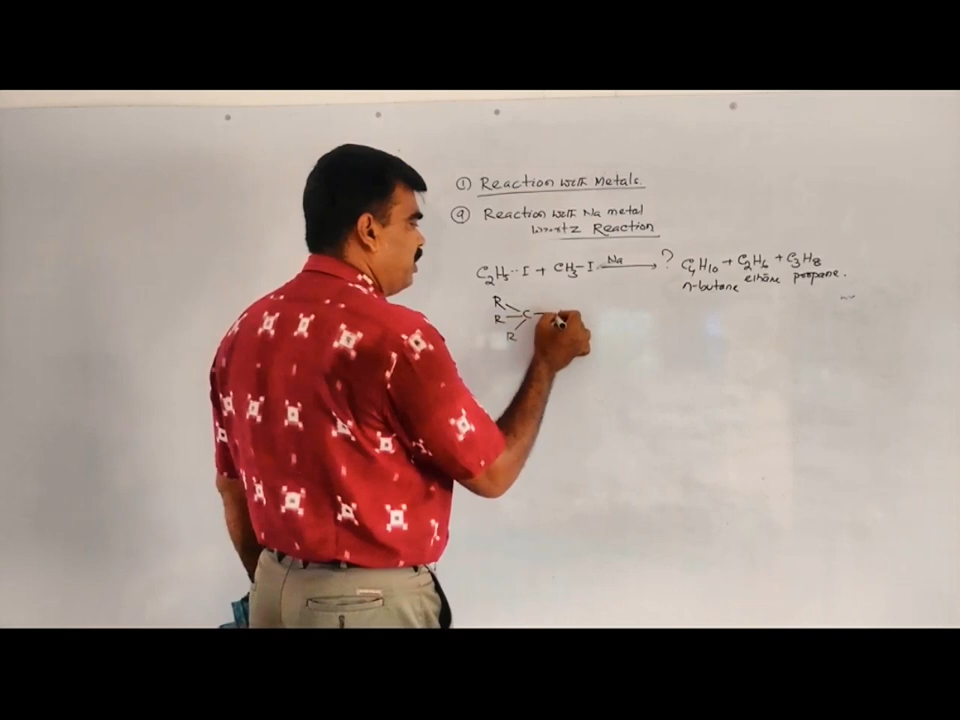 ① Reaction with Metals.
⑨ Reaction with Na metal
wurtz Reaction
C₂H₅-I + CH₃-I Na → ? C₄H₁₀ + C₂H₆ + C₃H₈
n-butane ethane propane.
R
R - C -
R